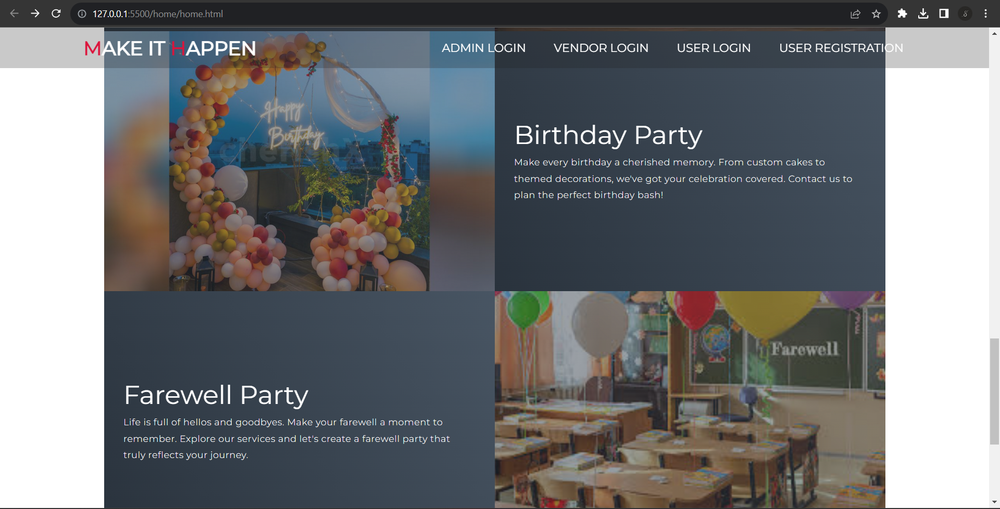 127.0.0.1:5500/home/home.html
MAKE IT HAPPEN
ADMIN LOGIN
VENDOR LOGIN
USER LOGIN
USER REGISTRATION
Happy
Birthday
Birthday Party
Make every birthday a cherished memory. From custom cakes to
themed decorations, we've got your celebration covered. Contact us to
plan the perfect birthday bash!
Farewell Party
Life is full of hellos and goodbyes. Make your farewell a moment to
remember. Explore our services and let's create a farewell party that
truly reflects your journey.
Farewell